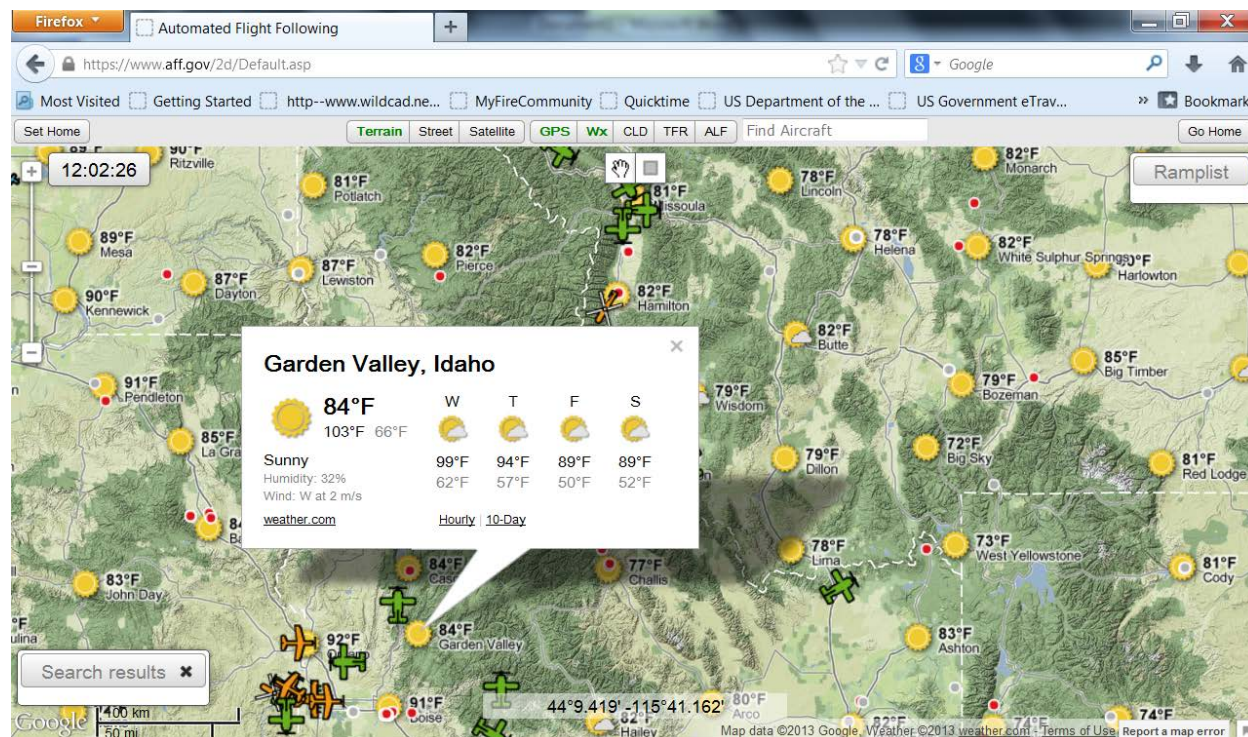 Firefox
Automated Flight Following
https://www.aff.gov/2d/Default.asp
Google
Most Visited Getting Started http--www.wildcad.ne... MyFireCommunity Quicktime US Department of the ... US Government eTrav... » Bookmark
Set Home Terrain Street Satellite GPS Wx CLD TFR ALF Find Aircraft Go Home
12:02:26
Ramplist
Ritzville
81°F
Potlatch
81°F
78°F
Lincoln
82°F
Monarch
89°F
Mesa
87°F
Dayton
87°F
Lewiston
82°F
Pierce
78°F
Helena
82°F
White Sulphur Springs
Harlowton
90°F
Kennewick
82°F
Hamilton
82°F
Butte
85°F
Big Timber
91°F
Pendleton
79°F
Wisdom
79°F
Bozeman
85°F
79°F
Dillon
72°F
Big Sky
81°F
Red Lodge
Garden Valley, Idaho
84°F
103°F 66°F
W T F S
Sunny
99°F 94°F 89°F 89°F
Humidity: 32%
62°F 57°F 50°F 52°F
Wind: W at 2 m/s
weather.com
Hourly | 10-Day
84°F
77°F
Challis
78°F
Lima
73°F
West Yellowstone
81°F
Cody
83°F
John Day
92°F
84°F
Garden Valley
83°F
Ashton
Search results
91°F
Boise
44°9.419' -115°41.162'
80°F
Arco
82°F
Hailey
82°F
74°F
74°F
Google
100 km
50 mi
Map data ©2013 Google, Weather ©2013 weather.com - Terms of Use Report a map error